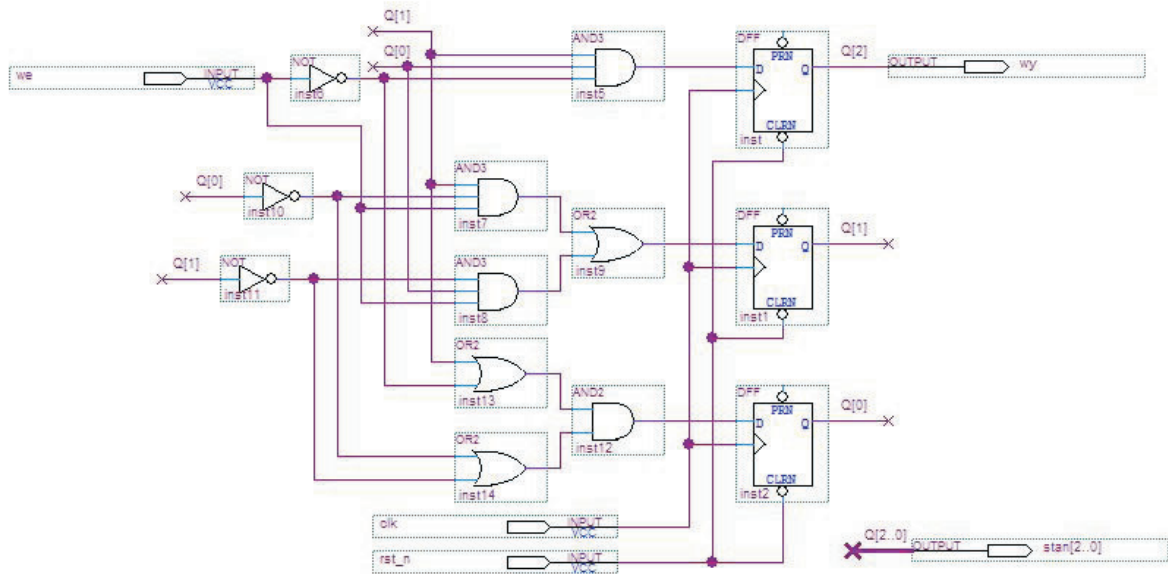 Q[1]
Q[0]
we
INPUT
VCC
NOT
inst6
AND3
inst5
DFF
PRN
D
Q
CLRN
inst
Q[2]
OUTPUT
wy
Q[0]
NOT
inst10
AND3
inst7
OR2
inst9
DFF
PRN
D
Q
CLRN
inst1
Q[1]
Q[1]
NOT
inst11
AND3
inst8
OR2
inst13
AND2
inst12
DFF
PRN
D
Q
CLRN
inst2
Q[0]
OR2
inst14
clk
INPUT
VCC
rst_n
INPUT
VCC
Q[2..0]
OUTPUT
stan[2..0]